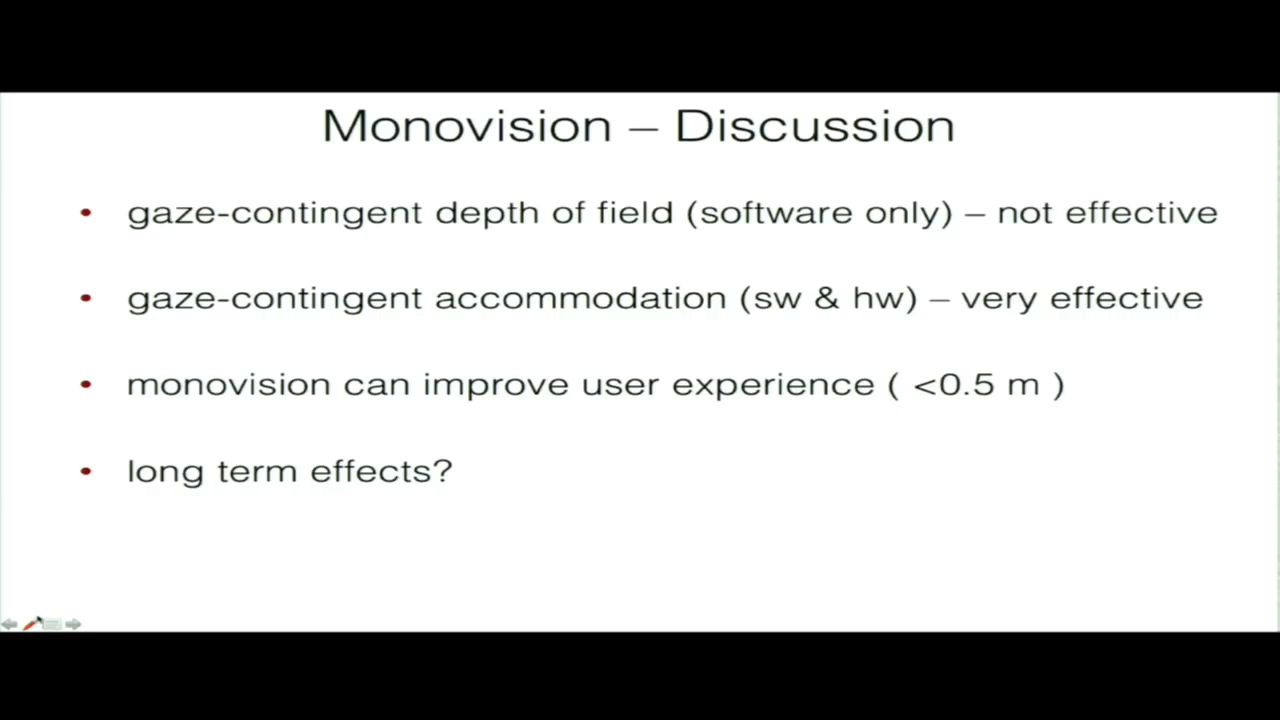 Monovision – Discussion
• gaze-contingent depth of field (software only) – not effective
• gaze-contingent accommodation (sw & hw) – very effective
• monovision can improve user experience ( <0.5 m )
• long term effects?